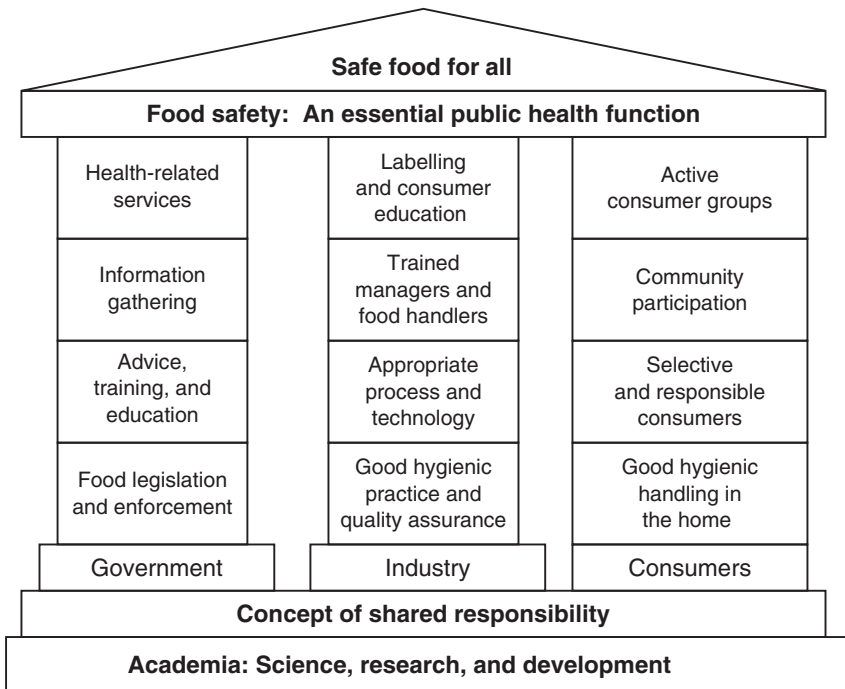 Safe food for all
Food safety: An essential public health function
Health-related
services
Information
gathering
Advice,
training, and
education
Food legislation
and enforcement
Government
Labelling
and consumer
education
Trained
managers and
food handlers
Appropriate
process and
technology
Good hygienic
practice and
quality assurance
Industry
Active
consumer groups
Community
participation
Selective
and responsible
consumers
Good hygienic
handling in
the home
Consumers
Concept of shared responsibility
Academia: Science, research, and development